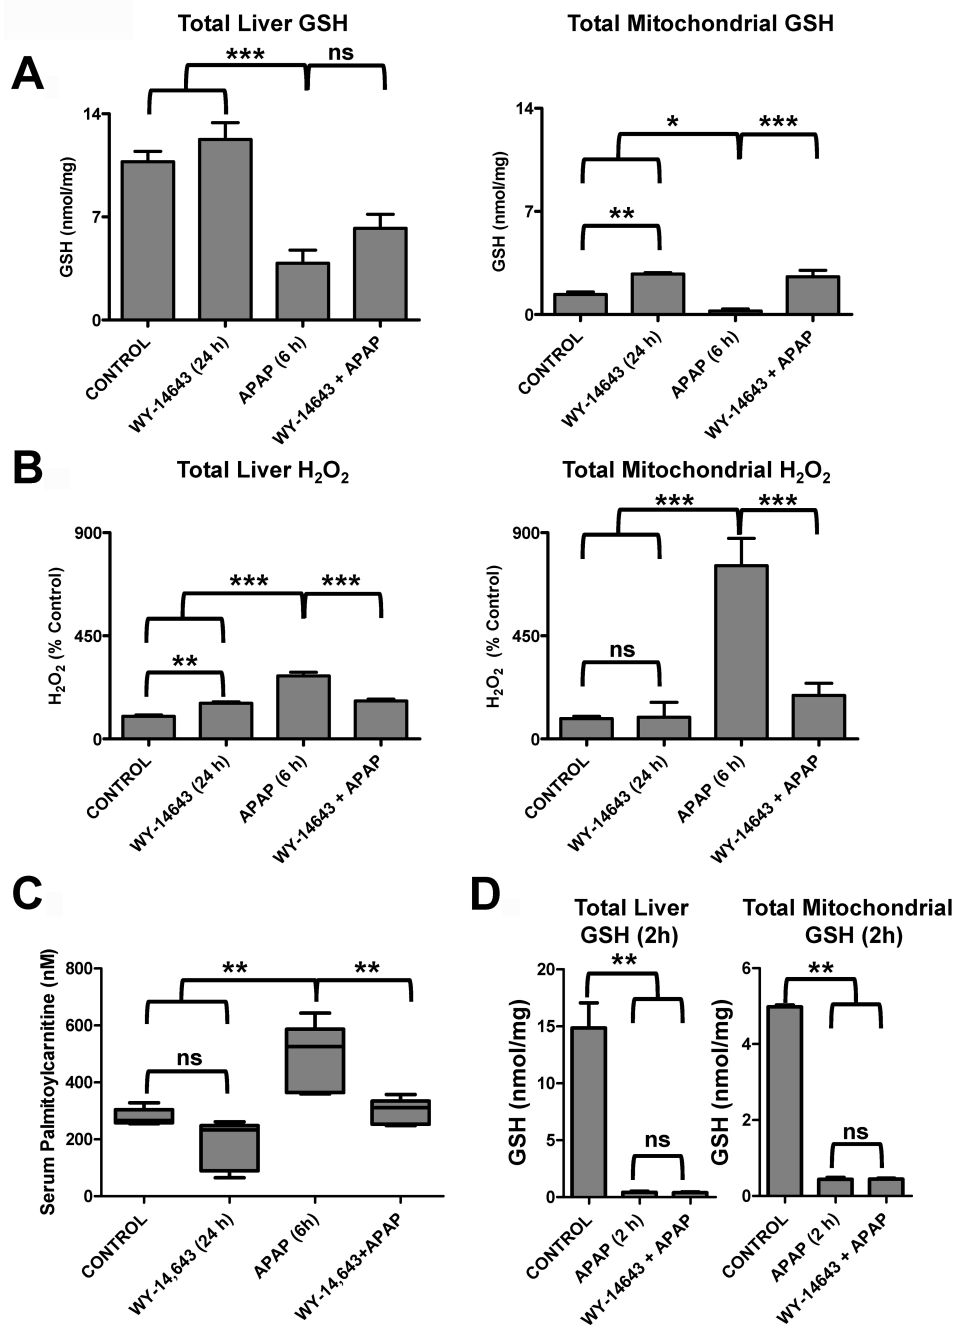 Total Liver GSH
Total Mitochondrial GSH
A
***
ns
14
7
0
GSH (nmol/mg)
CONTROL
WY-14643 (24 h)
APAP (6 h)
WY-14643 + APAP
*
***
**
14
7
0
GSH (nmol/mg)
CONTROL
WY-14643 (24 h)
APAP (6 h)
WY-14643 + APAP
B
Total Liver H₂O₂
Total Mitochondrial H₂O₂
***
***
**
900
450
0
H₂O₂ (% Control)
CONTROL
WY-14643 (24 h)
APAP (6 h)
WY-14643 + APAP
***
***
ns
900
450
0
H₂O₂ (% Control)
CONTROL
WY-14643 (24 h)
APAP (6 h)
WY-14643 + APAP
C
**
**
ns
800
600
400
200
0
Serum Palmitoylcarnitine (nM)
CONTROL
WY-14,643 (24 h)
APAP (6h)
WY-14,643+APAP
D
Total Liver
GSH (2h)
**
ns
20
15
10
5
0
GSH (nmol/mg)
CONTROL
APAP (2 h)
WY-14643 + APAP
Total Mitochondrial
GSH (2h)
**
ns
6
4
2
0
GSH (nmol/mg)
CONTROL
APAP (2 h)
WY-14643 + APAP